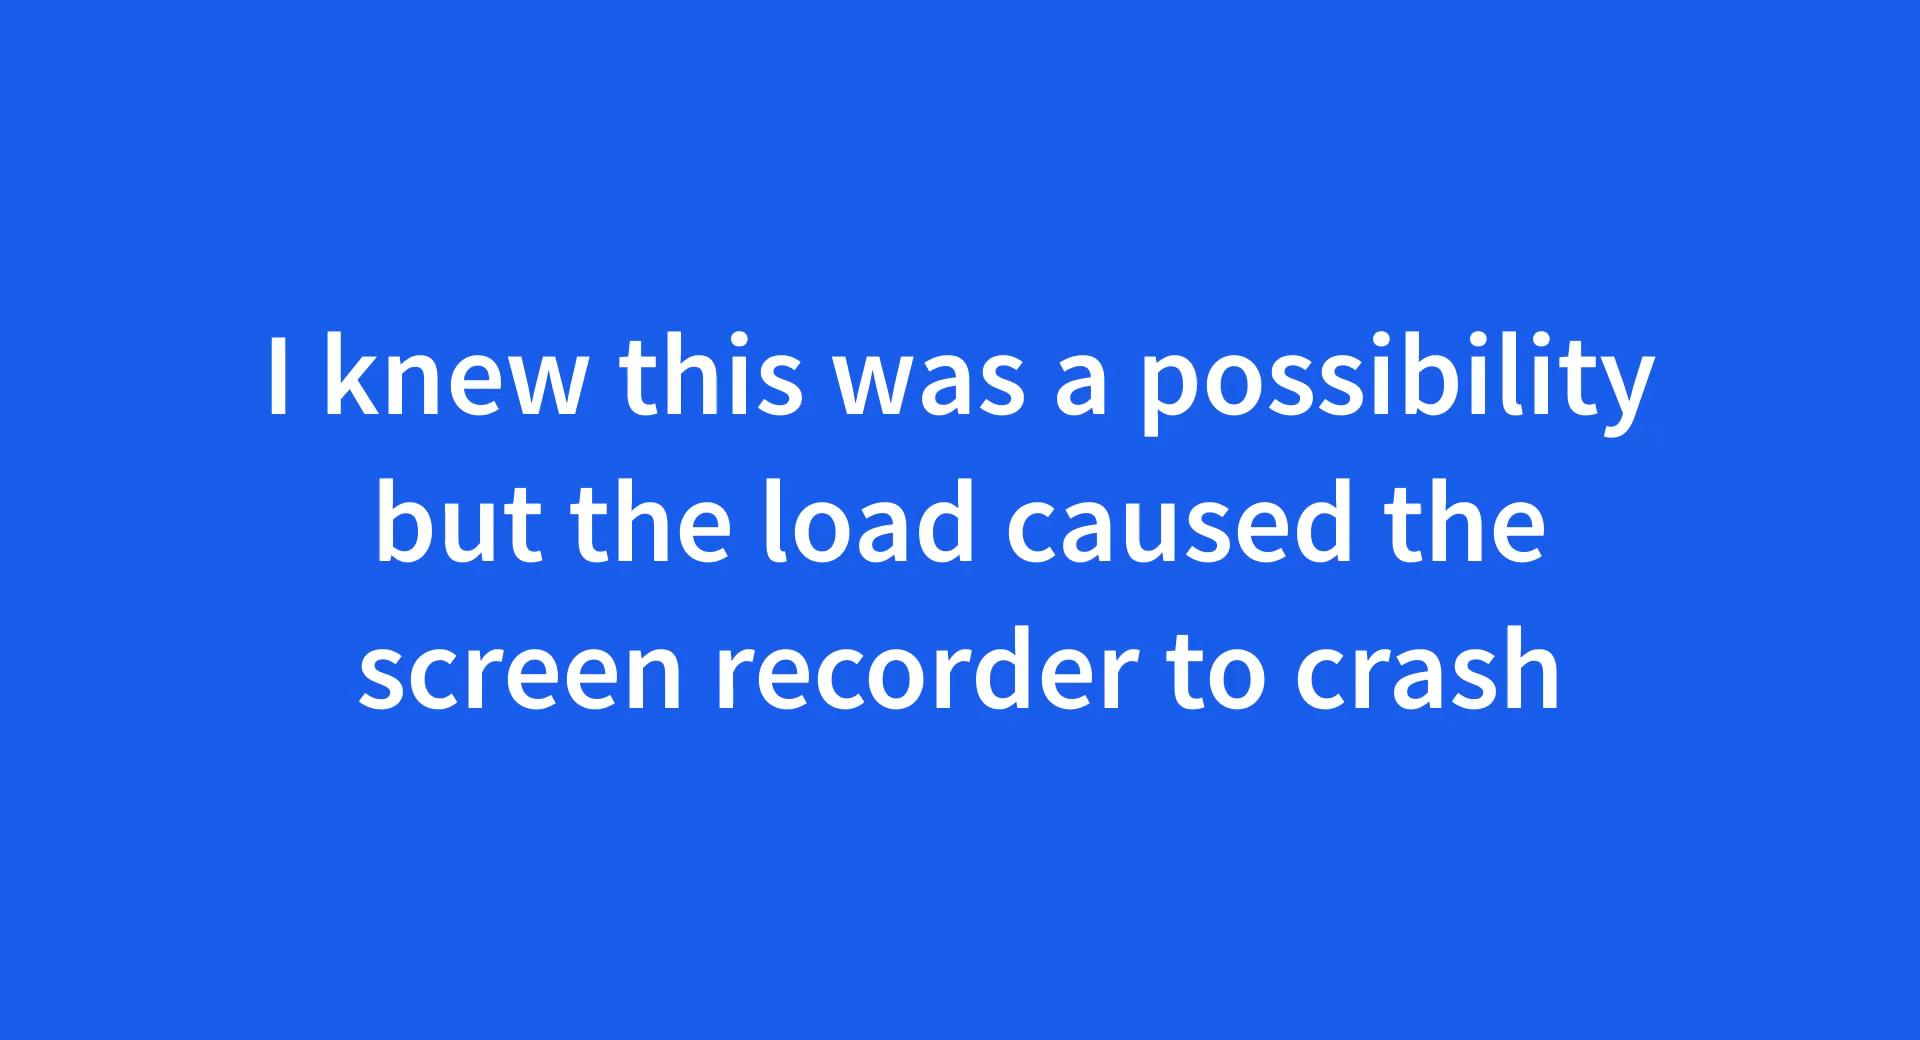 I knew this was a possibility
but the load caused the
screen recorder to crash